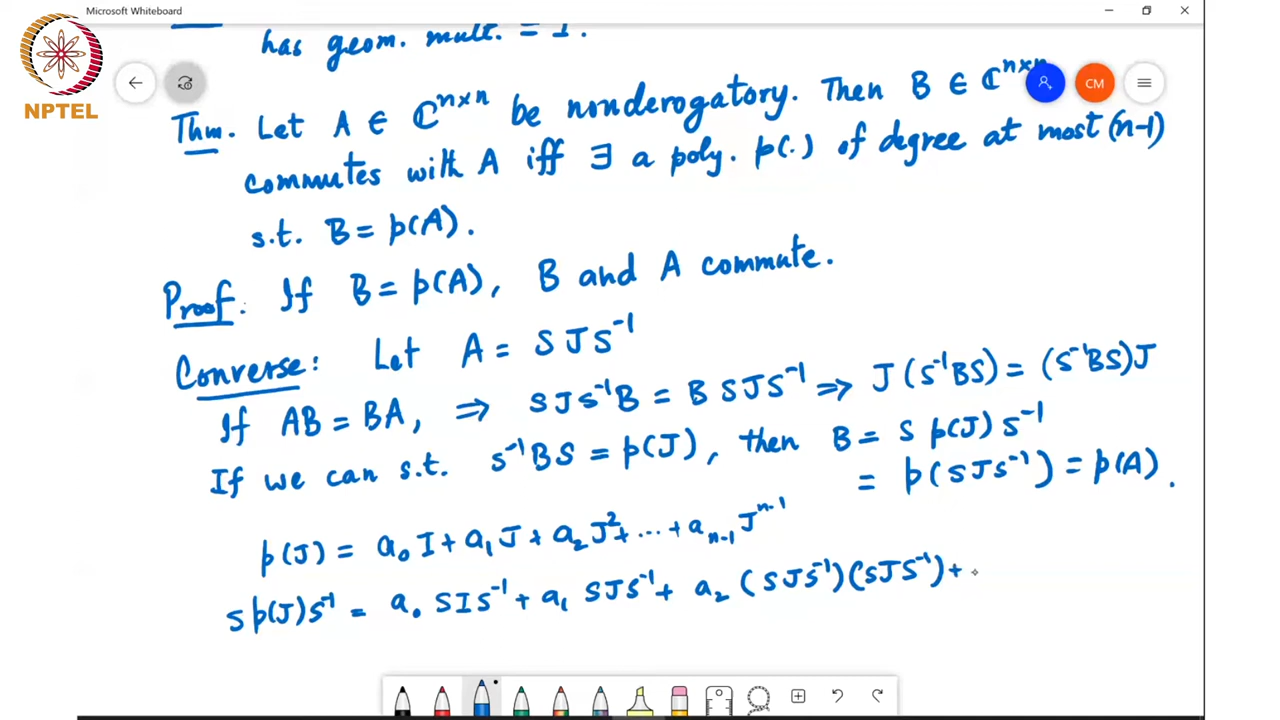 Microsoft Whiteboard
NPTEL
CM
has geom. mult. = 1.
Thm. Let A ∈ ℂ^{n×n} be nonderogatory. Then B ∈ ℂ^{n×n}
commutes with A iff ∃ a poly. p(.) of degree at most (n-1)
s.t. B = p(A).
Proof: If B = p(A), B and A commute.
Converse: Let A = SJS^{-1}
If AB = BA, ⇒ SJS^{-1}B = BSJS^{-1} ⇒ J(S^{-1}BS) = (S^{-1}BS)J
If we can s.t. S^{-1}BS = p(J), then B = S p(J) S^{-1}
= p(SJS^{-1}) = p(A).
p(J) = a_0 I + a_1 J + a_2 J^2 + ... + a_{n-1} J^{n-1}
S p(J) S^{-1} = a_0 SIS^{-1} + a_1 SJS^{-1} + a_2 (SJS^{-1})(SJS^{-1}) +